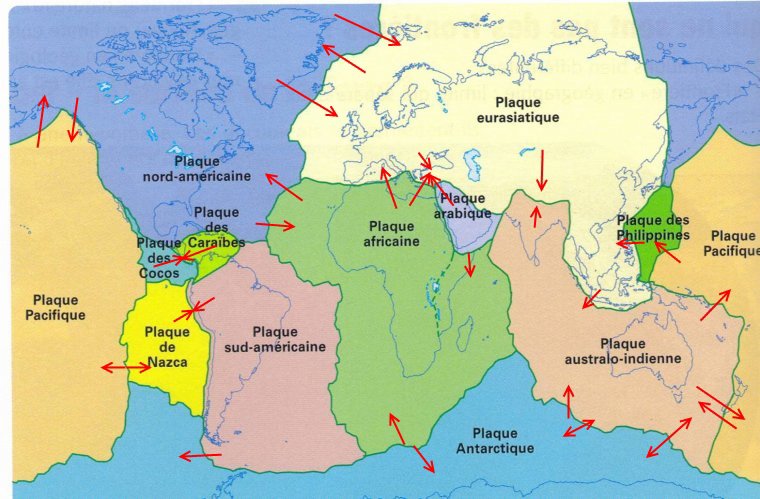 Plaque
eurasiatique
Plaque
nord-américaine
Plaque
des
Caraïbes
Plaque
arabique
Plaque
africaine
Plaque des
Philippines
Plaque
des
Cocos
Plaque
Pacifique
Plaque
Pacifique
Plaque
de
Nazca
Plaque
sud-américaine
Plaque
australo-indienne
Plaque
Antarctique